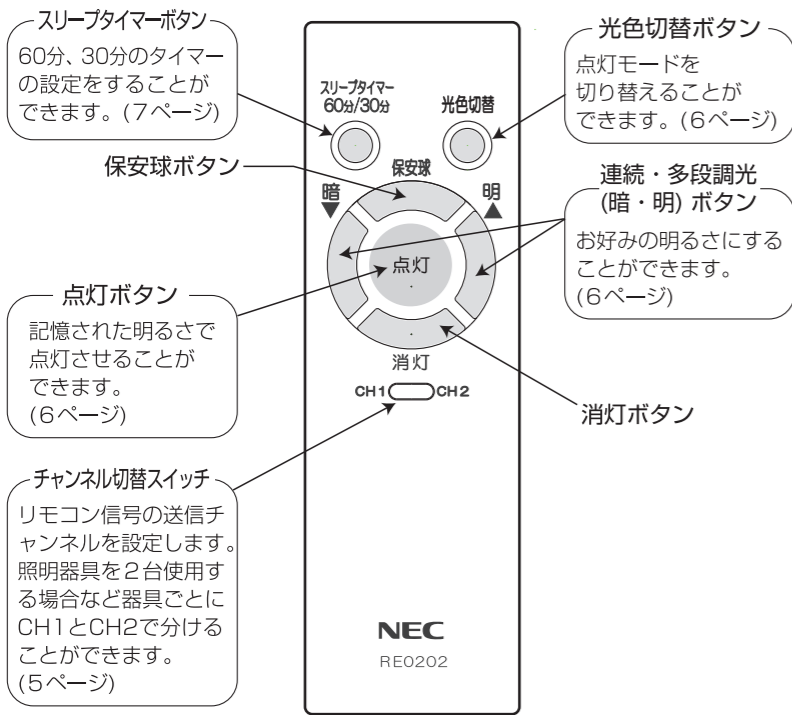 スリープタイマーボタン
60分、30分のタイマー
の設定をすることが
できます。(7ページ)
保安球ボタン
点灯ボタン
記憶された明るさで
点灯させることが
できます。
(6ページ)
チャンネル切替スイッチ
リモコン信号の送信チ
ャンネルを設定します。
照明器具を2台使用す
る場合など器具ごとに
CH1とCH2で分ける
ことができます。
(5ページ)
スリープタイマー
60分/30分
光色切替
保安球
暗
▼
明
▲
点灯
消灯
CH1 CH2
NEC
RE0202
光色切替ボタン
点灯モードを
切り替えることが
できます。(6ページ)
連続・多段調光
(暗・明) ボタン
お好みの明るさにする
ことができます。
(6ページ)
消灯ボタン